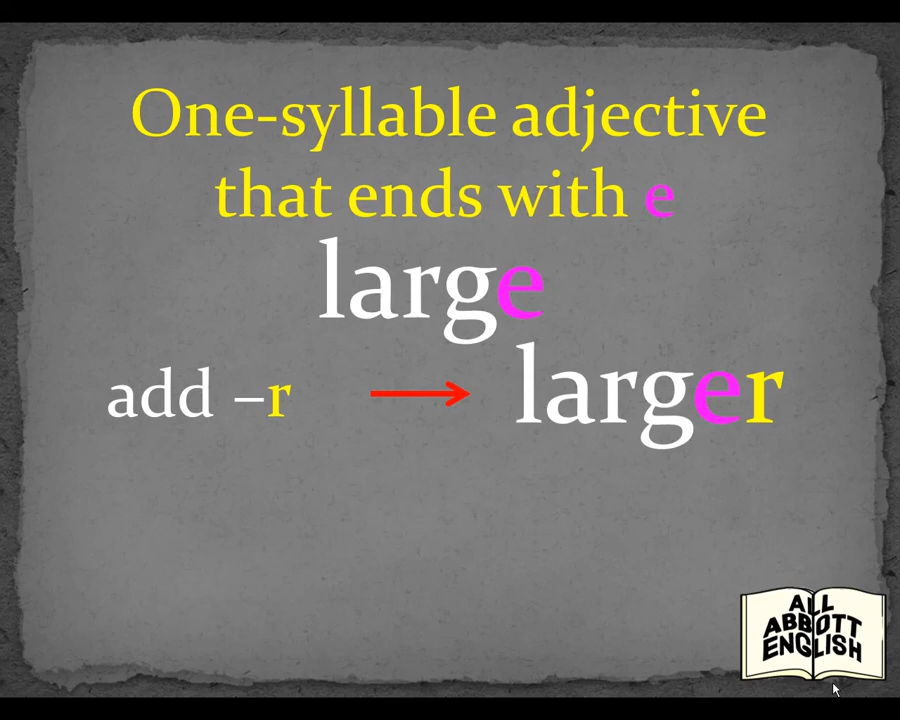 One-syllable adjective
that ends with e
large
add –r larger
ALL
ABBOTT
ENGLISH